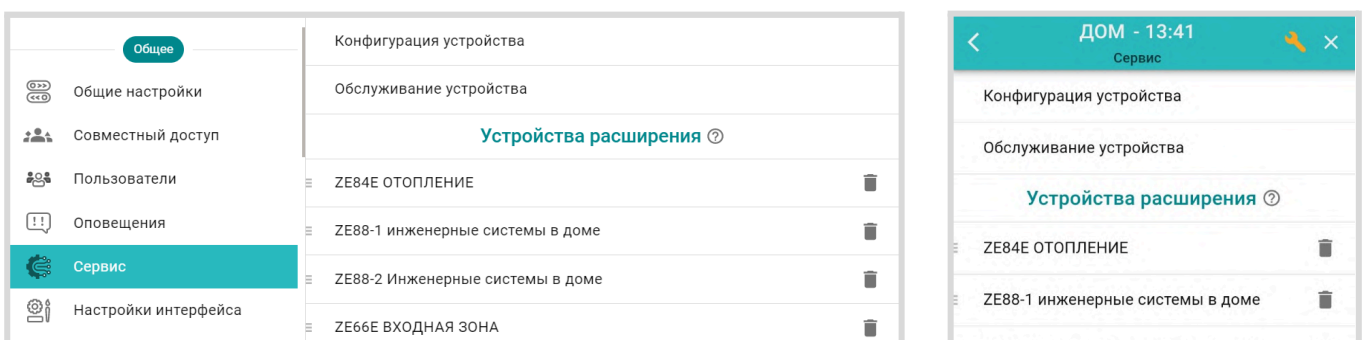 Общее
Общие настройки
Совместный доступ
Пользователи
Оповещения
Сервис
Настройки интерфейса
Конфигурация устройства
Обслуживание устройства
Устройства расширения
ZE84E ОТОПЛЕНИЕ
ZE88-1 инженерные системы в доме
ZE88-2 Инженерные системы в доме
ZE66E ВХОДНАЯ ЗОНА
ДОМ - 13:41
Сервис
Конфигурация устройства
Обслуживание устройства
Устройства расширения
ZE84E ОТОПЛЕНИЕ
ZE88-1 инженерные системы в доме